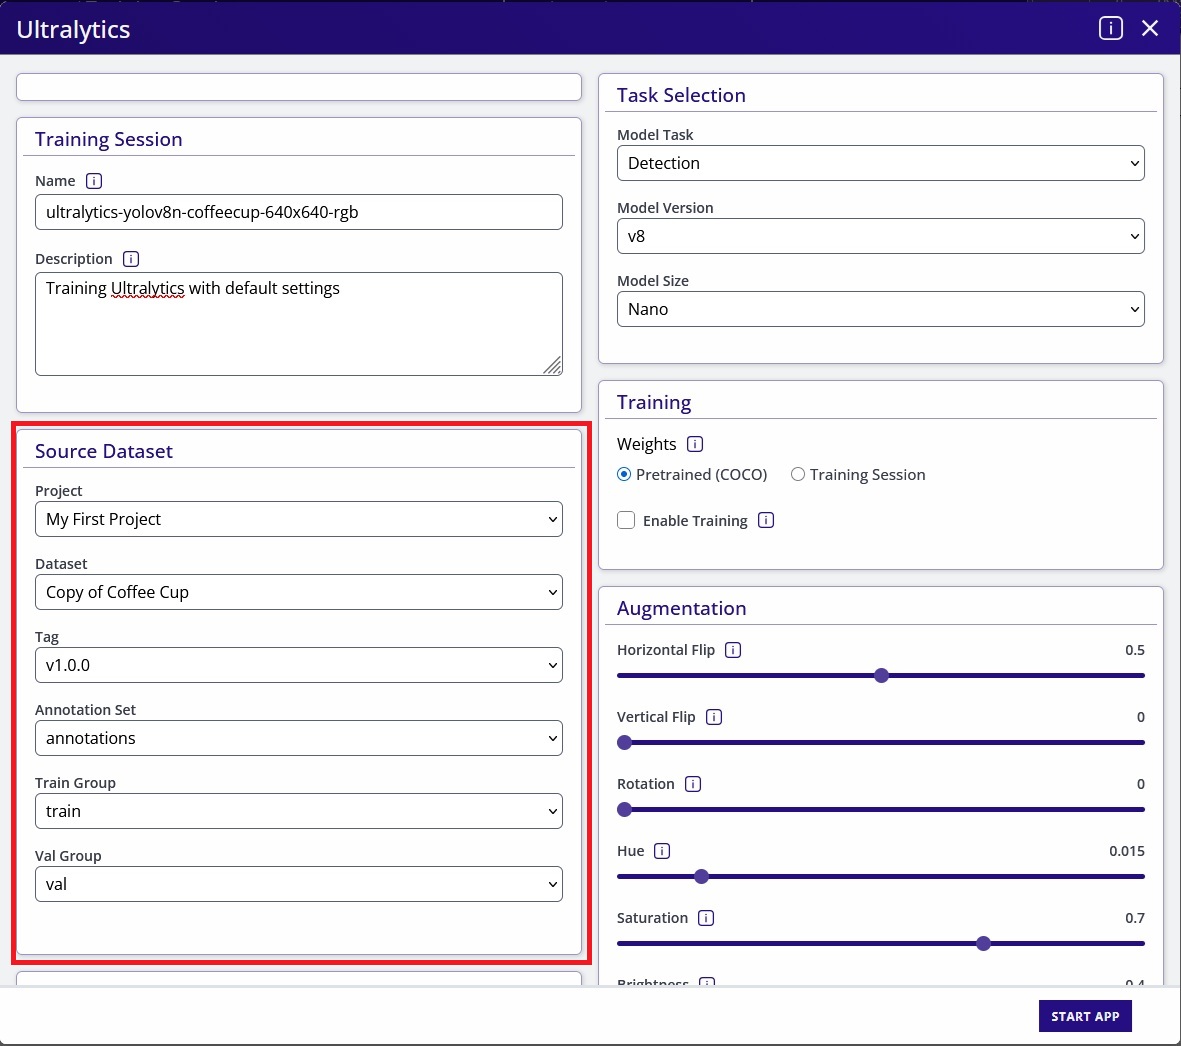 Ultralytics
Training Session
Name
ultralytics-yolov8n-coffeecup-640x640-rgb
Description
Training Ultralytics with default settings
Source Dataset
Project
My First Project
Dataset
Copy of Coffee Cup
Tag
v1.0.0
Annotation Set
annotations
Train Group
train
Val Group
val
Task Selection
Model Task
Detection
Model Version
v8
Model Size
Nano
Training
Weights
Pretrained (COCO) Training Session
Enable Training
Augmentation
Horizontal Flip 0.5
Vertical Flip 0
Rotation 0
Hue 0.015
Saturation 0.7
Brightness 0.4
START APP